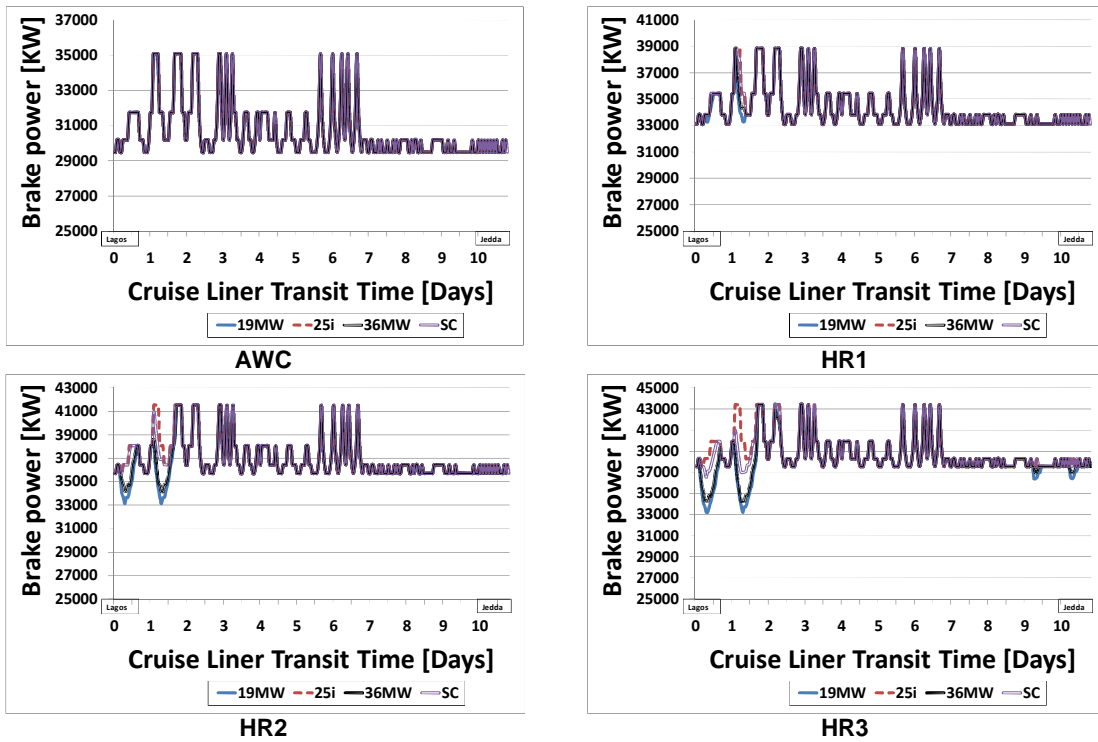 37000
35000
33000
31000
29000
27000
25000
Brake power [KW]
Lagos
Jedda
0 1 2 3 4 5 6 7 8 9 10
Cruise Liner Transit Time [Days]
19MW 25i 36MW SC
AWC
41000
39000
37000
35000
33000
31000
29000
27000
25000
Brake power [KW]
Lagos
Jedda
0 1 2 3 4 5 6 7 8 9 10
Cruise Liner Transit Time [Days]
19MW 25i 36MW SC
HR1
43000
41000
39000
37000
35000
33000
31000
29000
27000
25000
Brake power [KW]
Lagos
Jedda
0 1 2 3 4 5 6 7 8 9 10
Cruise Liner Transit Time [Days]
19MW 25i 36MW SC
HR2
45000
43000
41000
39000
37000
35000
33000
31000
29000
27000
25000
Brake power [KW]
Lagos
Jedda
0 1 2 3 4 5 6 7 8 9 10
Cruise Liner Transit Time [Days]
19MW 25i 36MW SC
HR3